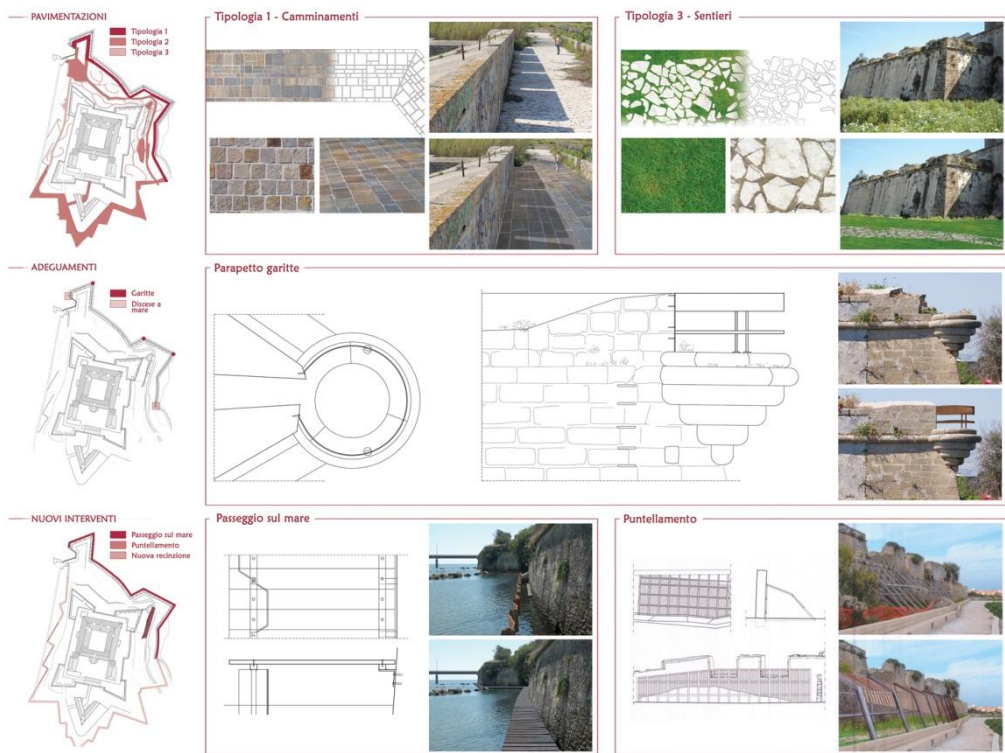 PAVIMENTAZIONI
Tipologia 1
Tipologia 2
Tipologia 3
Tipologia 1 - Camminamenti
Tipologia 3 - Sentieri
ADEGUAMENTI
Garitte
Discese a
mare
Parapetto garitte
NUOVI INTERVENTI
Passeggio sul mare
Puntellamento
Nuova recinzione
Passeggio sul mare
Puntellamento